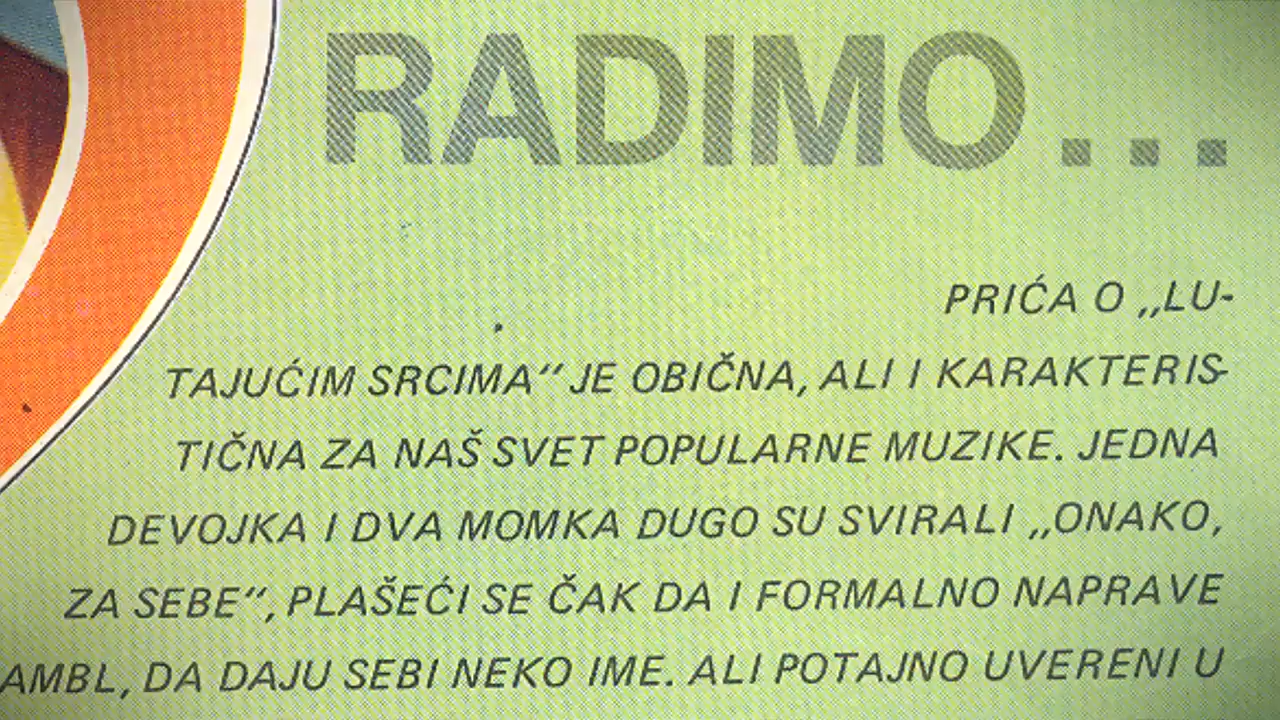 RADIMO...
PRIĆA O „LU-
TAJUĆIM SRCIMA“ JE OBIČNA, ALI I KARAKTERIS-
TIČNA ZA NAŠ SVET POPULARNE MUZIKE. JEDNA
DEVOJKA I DVA MOMKA DUGO SU SVIRALI „ONAKO,
ZA SEBE“, PLAŠEĆI SE ČAK DA I FORMALNO NAPRAVE
AMBL, DA DAJU SEBI NEKO IME. ALI POTAJNO UVERENI U